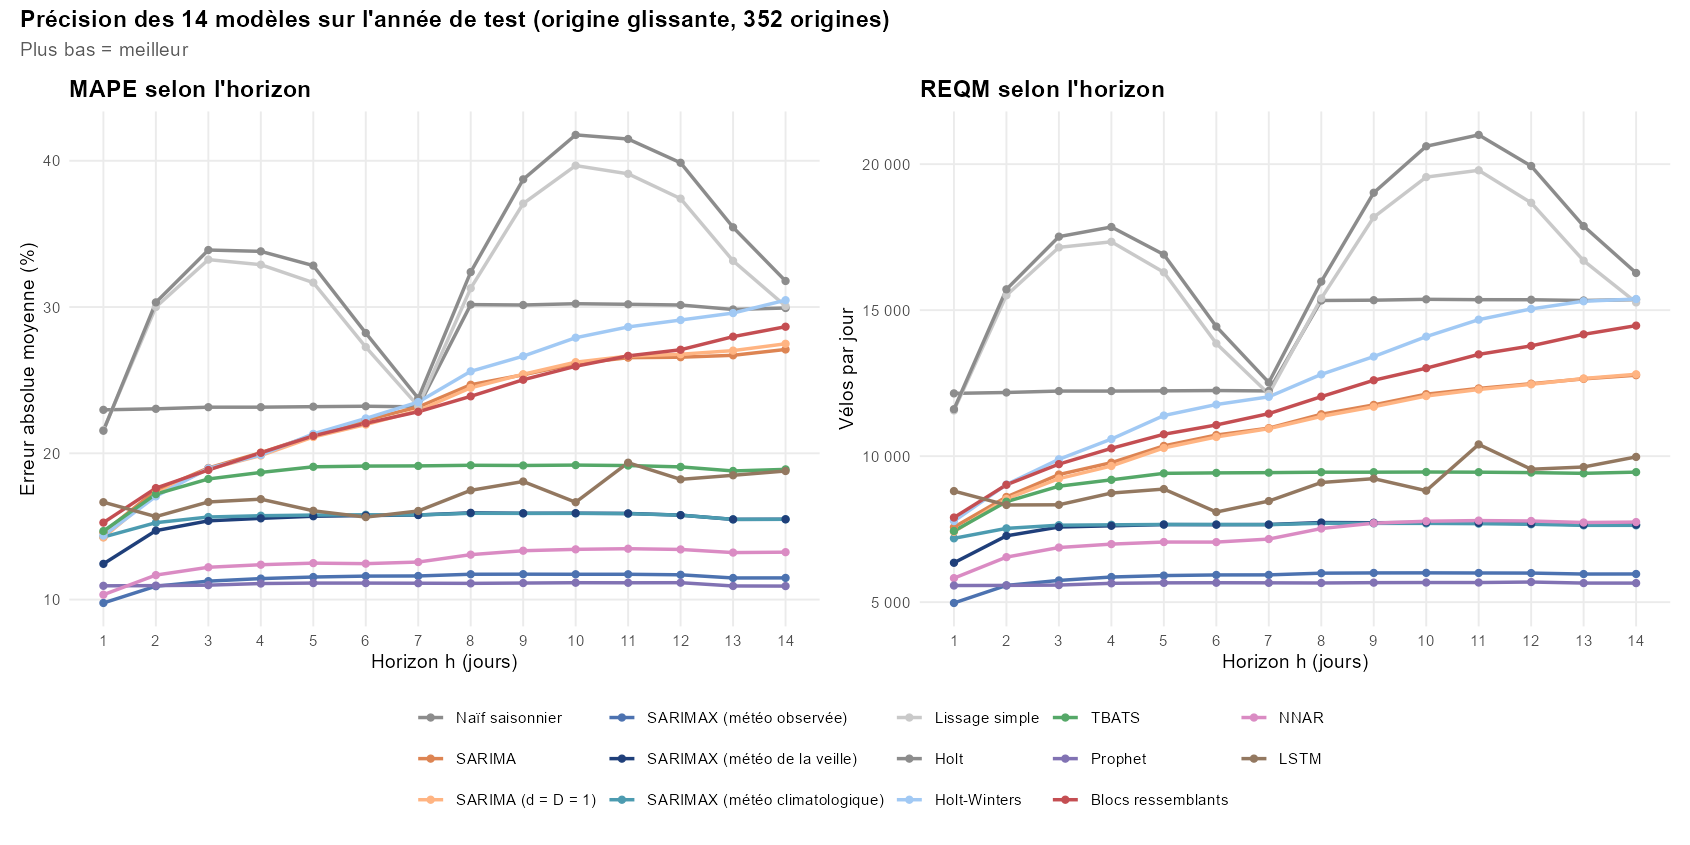 Précision des 14 modèles sur l'année de test (origine glissante, 352 origines)
Plus bas = meilleur
MAPE selon l'horizon
Erreur absolue moyenne (%)
40
30
20
10
1 2 3 4 5 6 7 8 9 10 11 12 13 14
Horizon h (jours)
REQM selon l'horizon
Vélos par jour
20 000
15 000
10 000
5 000
1 2 3 4 5 6 7 8 9 10 11 12 13 14
Horizon h (jours)
Naïf saisonnier
SARIMA
SARIMA (d = D = 1)
SARIMAX (météo observée)
SARIMAX (météo de la veille)
SARIMAX (météo climatologique)
Lissage simple
Holt
Holt-Winters
TBATS
Prophet
Blocs ressemblants
NNAR
LSTM